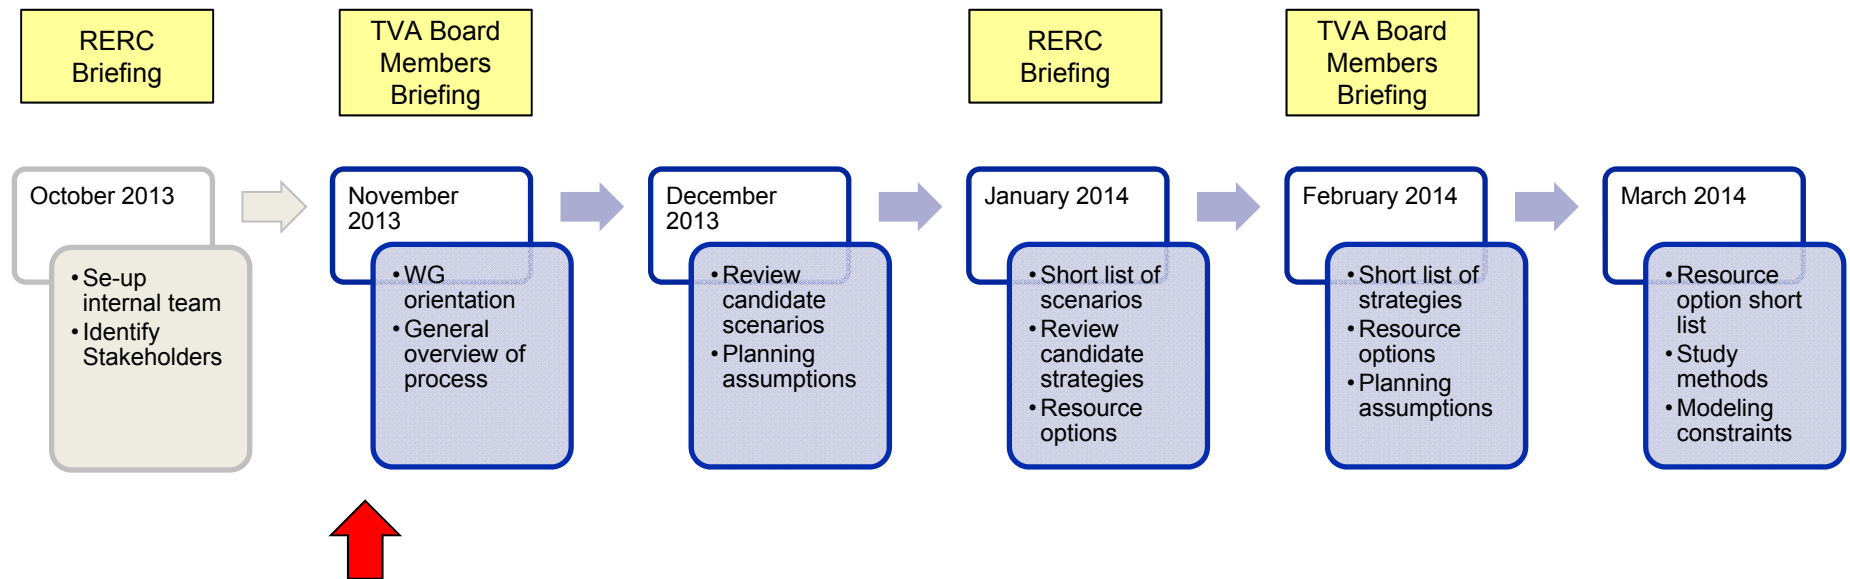 RERC
Briefing
TVA Board
Members
Briefing
RERC
Briefing
TVA Board
Members
Briefing
October 2013
• Se-up
internal team
• Identify
Stakeholders
November
2013
• WG
orientation
• General
overview of
process
December
2013
• Review
candidate
scenarios
• Planning
assumptions
January 2014
• Short list of
scenarios
• Review
candidate
strategies
• Resource
options
February 2014
• Short list of
strategies
• Resource
options
• Planning
assumptions
March 2014
• Resource
option short
list
• Study
methods
• Modeling
constraints